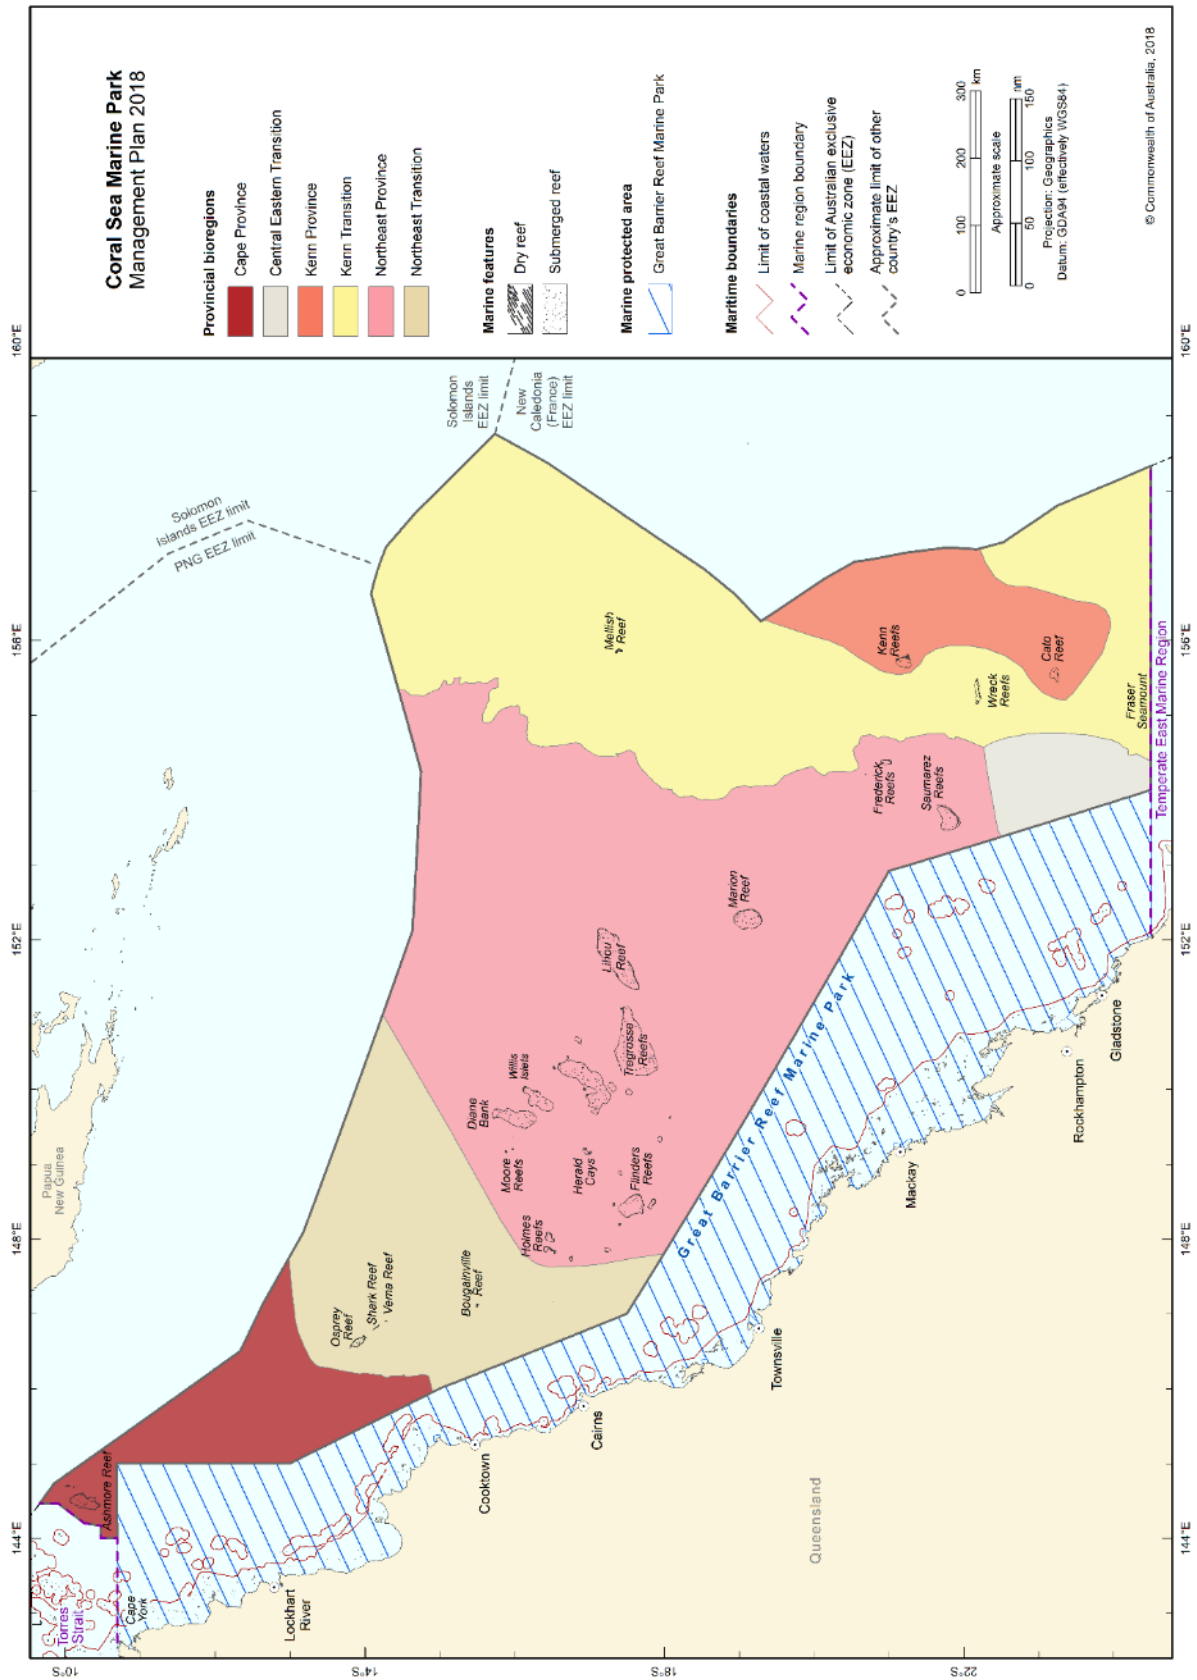 Coral Sea Marine Park
Management Plan 2018
Provincial bioregions
Cape Province
Central Eastern Transition
Kenn Province
Kenn Transition
Northeast Province
Northeast Transition
Marine features
Dry reef
Submerged reef
Marine protected area
Great Barrier Reef Marine Park
Maritime boundaries
Limit of coastal waters
Marine region boundary
Limit of Australian exclusive
economic zone (EEZ)
Approximate limit of other
country's EEZ
0 100 200 300
km
Approximate scale
0 50 100 150
nm
Projection: Geographics
Datum: GDA94 (effectively WGS84)
© Commonwealth of Australia, 2018
144°E 148°E 152°E 156°E 160°E
10°S
14°S
18°S
22°S
144°E 148°E 152°E 156°E 160°E
Torres
Strait
Cape
York
Papua
New Guinea
Solomon
Islands EEZ limit
PNG EEZ limit
Solomon
Islands
EEZ limit
New
Caledonia
(France)
EEZ limit
Ashmore Reef
Osprey
Reef
Shark Reef
Vema Reef
Bougainville
Reef
Holmes
Reefs
Moore
Reefs
Diane
Bank
Willis
Islets
Herald
Cays
Flinders
Reefs
Tregrosse
Reefs
Lihou
Reef
Marion
Reef
Mellish
Reef
Frederick
Reefs
Saumarez
Reefs
Kenn
Reefs
Wreck
Reefs
Cato
Reef
Fraser
Seamount
Great Barrier Reef Marine Park
Temperate East Marine Region
Lockhart
River
Cooktown
Cairns
Townsville
Mackay
Rockhampton
Gladstone
Queensland